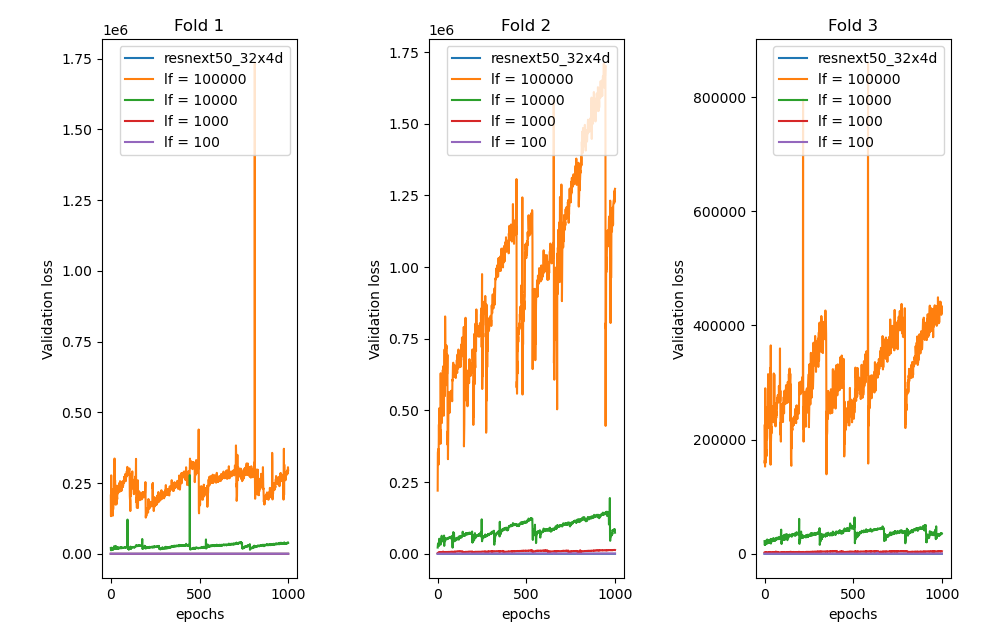 Fold 1
1e6
Validation loss
1.75
1.50
1.25
1.00
0.75
0.50
0.25
0.00
resnext50_32x4d
lf = 100000
lf = 10000
lf = 1000
lf = 100
0 500 1000
epochs
Fold 2
1e6
Validation loss
1.75
1.50
1.25
1.00
0.75
0.50
0.25
0.00
resnext50_32x4d
lf = 100000
lf = 10000
lf = 1000
lf = 100
0 500 1000
epochs
Fold 3
Validation loss
800000
600000
400000
200000
0
resnext50_32x4d
lf = 100000
lf = 10000
lf = 1000
lf = 100
0 500 1000
epochs